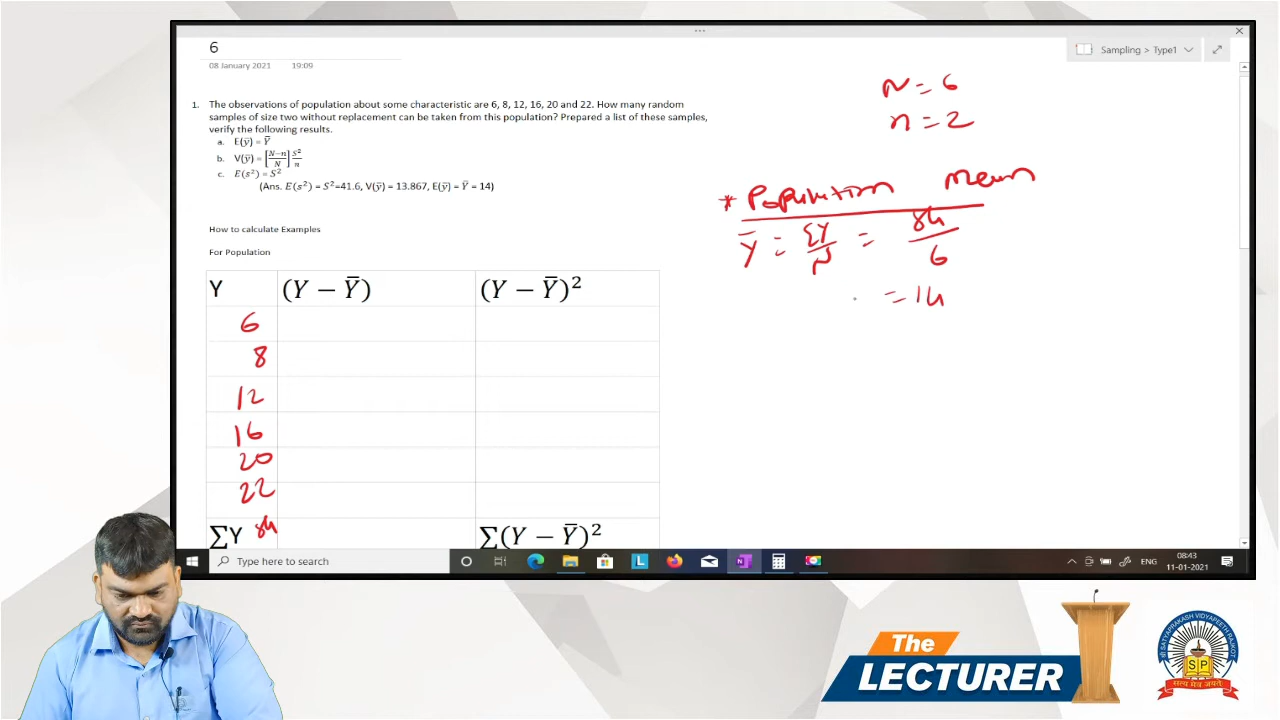 6
08 January 2021 19:09
Sampling > Type1
1. The observations of population about some characteristic are 6, 8, 12, 16, 20 and 22. How many random
samples of size two without replacement can be taken from this population? Prepared a list of these samples,
verify the following results.
a. E(ȳ) = Ȳ
b. V(ȳ) = [N−n/N] S²/n
c. E(s²) = S²
(Ans. E(s²) = S²=41.6, V(ȳ) = 13.867, E(ȳ) = Ȳ = 14)
N = 6
n = 2
* Population Mean
Ȳ = ΣY/N = 84/6
= 14
How to calculate Examples
For Population
Y (Y − Ȳ) (Y − Ȳ)²
6
8
12
16
20
22
∑Y 84 ∑(Y − Ȳ)²
Type here to search
L
N
ENG
08:43
11-01-2021
The
LECTURER
SP